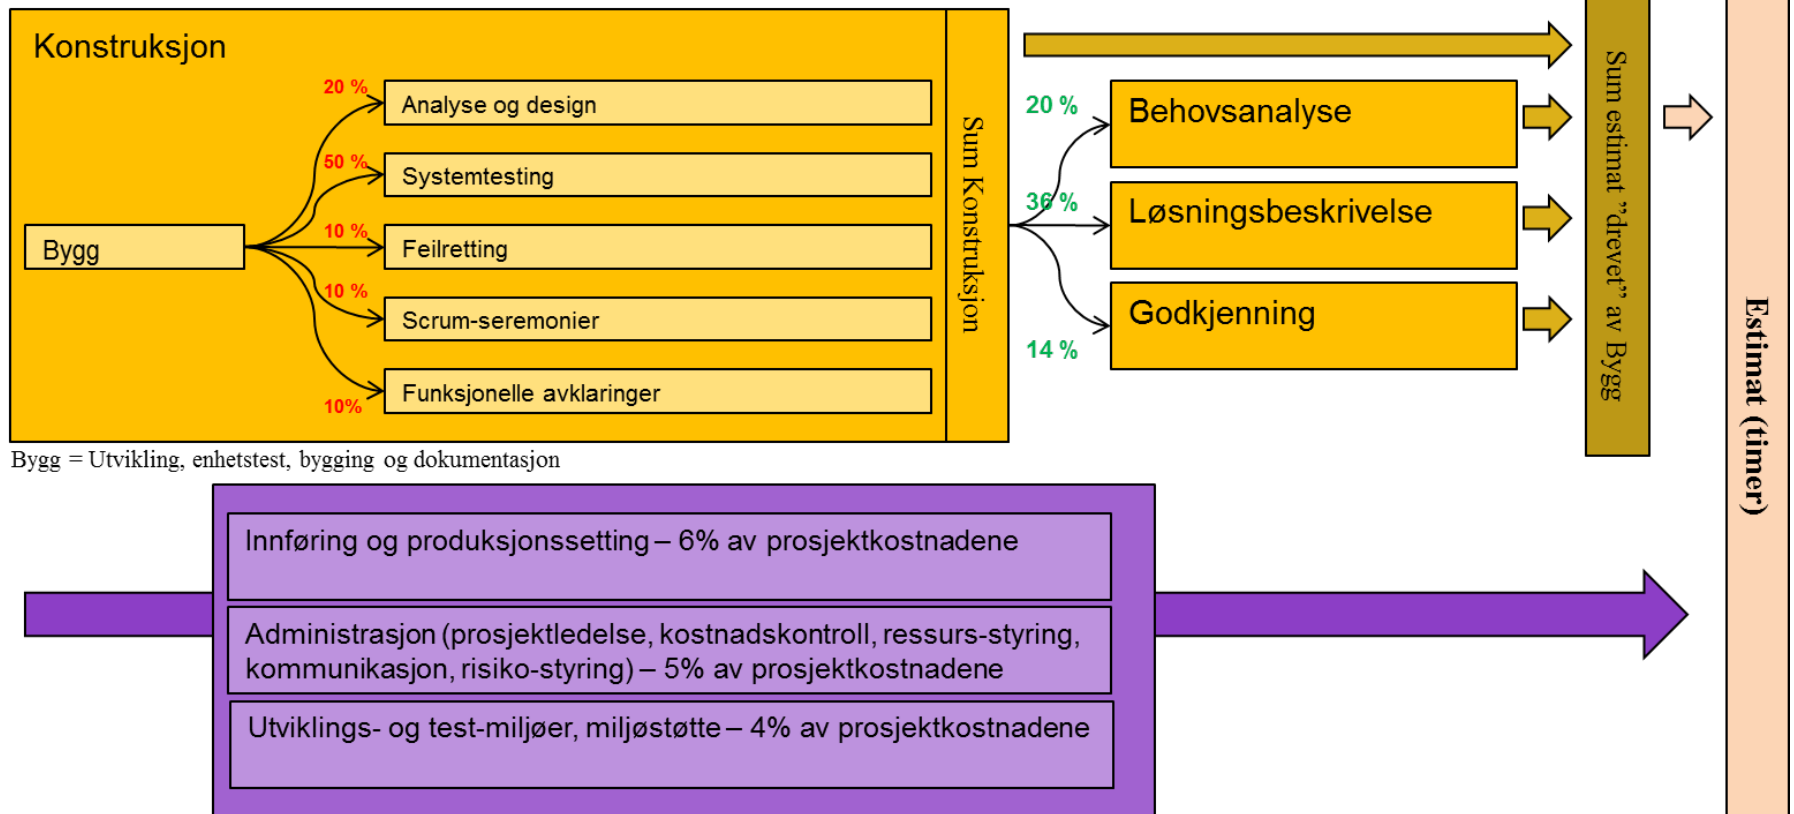 Konstruksjon
20 %
Analyse og design
50 %
Systemtesting
Bygg
10 %
Feilretting
10 %
Scrum-seremonier
10%
Funksjonelle avklaringer
Sum Konstruksjon
20 %
Behovsanalyse
36 %
Løsningsbeskrivelse
14 %
Godkjenning
Sum estimat ”drevet” av Bygg
Estimat (timer)
Bygg = Utvikling, enhetstest, bygging og dokumentasjon
Innføring og produksjonssetting – 6% av prosjektkostnadene
Administrasjon (prosjektledelse, kostnadskontroll, ressurs-styring,
kommunikasjon, risiko-styring) – 5% av prosjektkostnadene
Utviklings- og test-miljøer, miljøstøtte – 4% av prosjektkostnadene